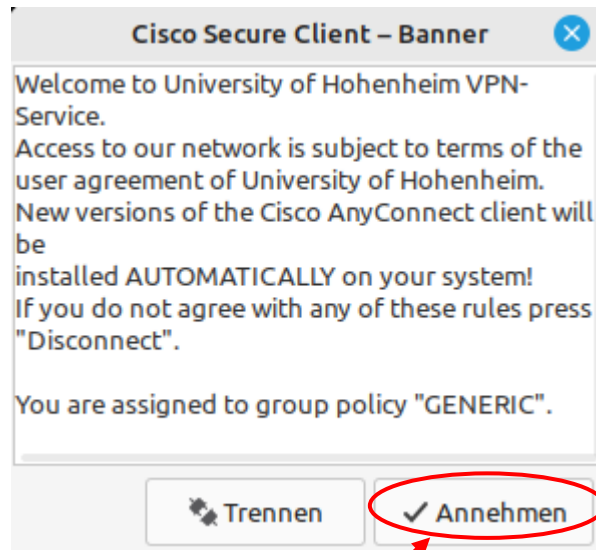 Cisco Secure Client – Banner
Welcome to University of Hohenheim VPN-
Service.
Access to our network is subject to terms of the
user agreement of University of Hohenheim.
New versions of the Cisco AnyConnect client will
be
installed AUTOMATICALLY on your system!
If you do not agree with any of these rules press
"Disconnect".
You are assigned to group policy "GENERIC".
Trennen
Annehmen